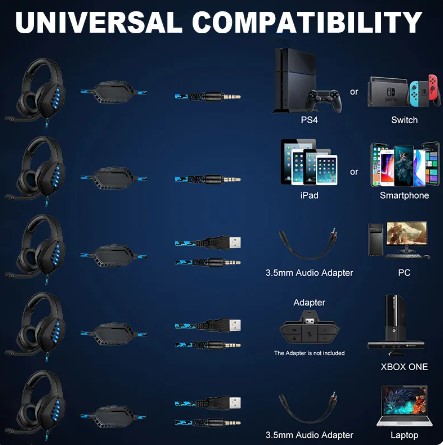 UNIVERSAL COMPATIBILITY
PS4
or
Switch
iPad
or
Smartphone
3.5mm Audio Adapter
PC
Adapter
The Adapter is not included
XBOX ONE
3.5mm Audio Adapter
Laptop